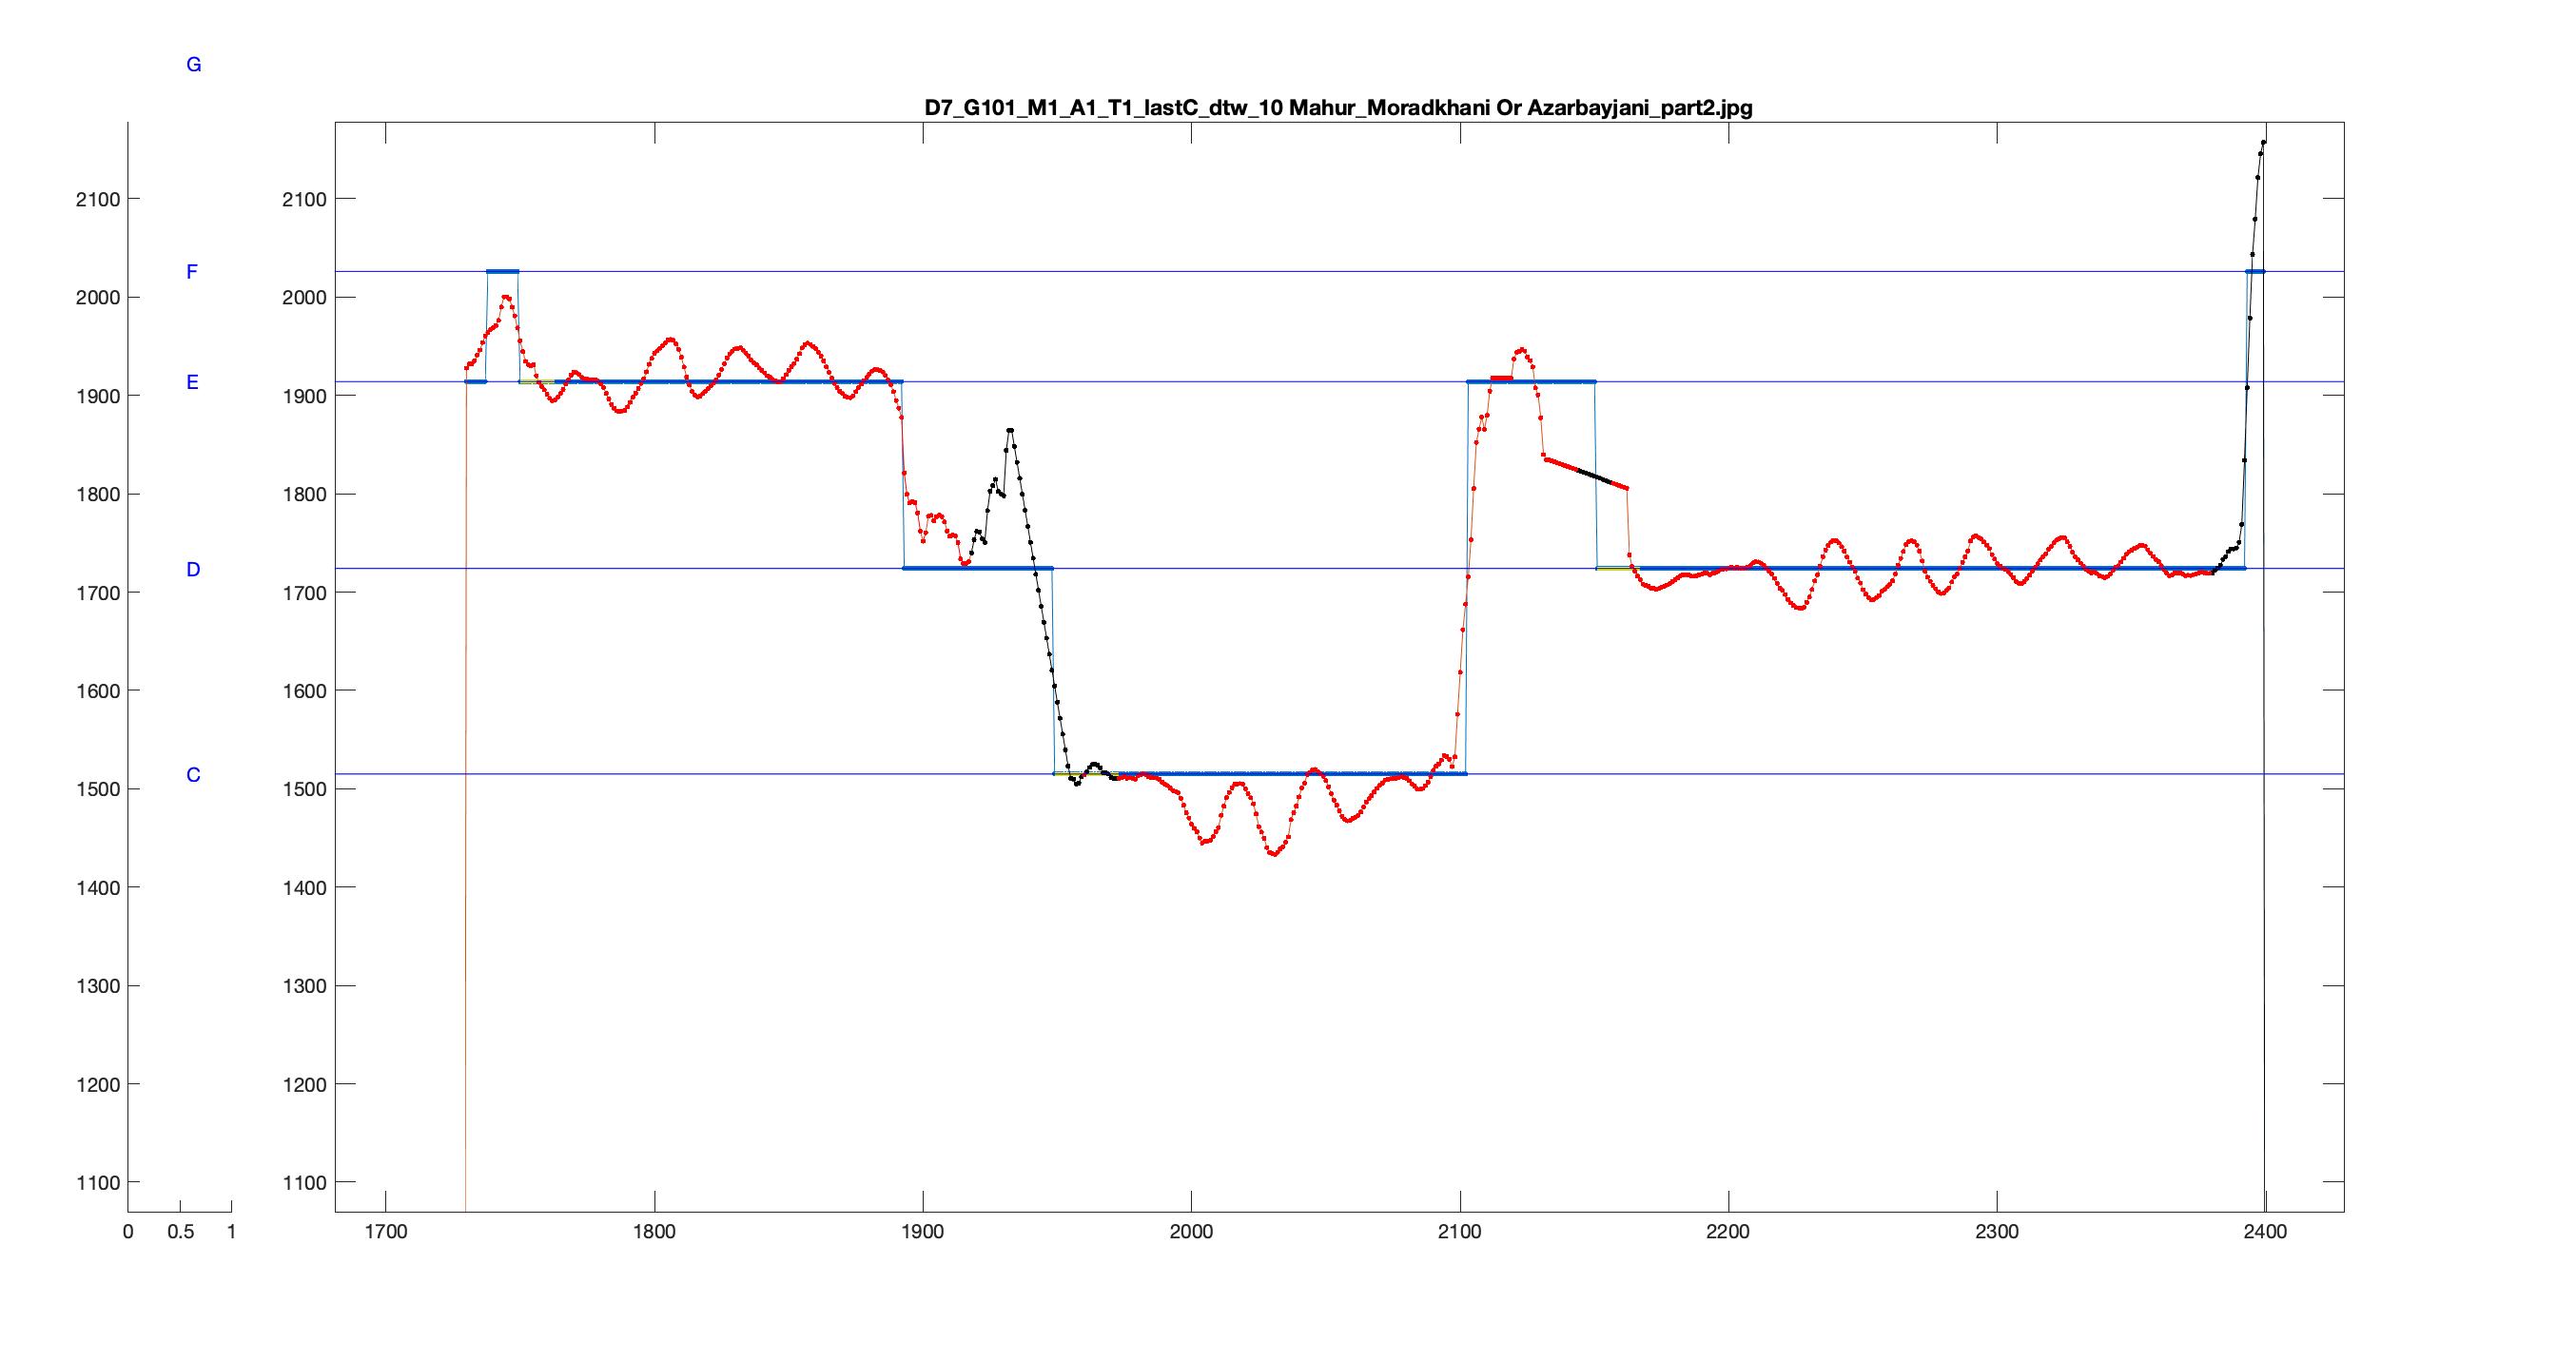 G
D7_G101_M1_A1_T1_lastC_dtw_10 Mahur_Moradkhani Or Azarbayjani_part2.jpg
2100 2100
F
2000 2000
E
1900 1900
1800 1800
D
1700 1700
1600 1600
C
1500 1500
1400 1400
1300 1300
1200 1200
1100 1100
0 0.5 1 1700 1800 1900 2000 2100 2200 2300 2400